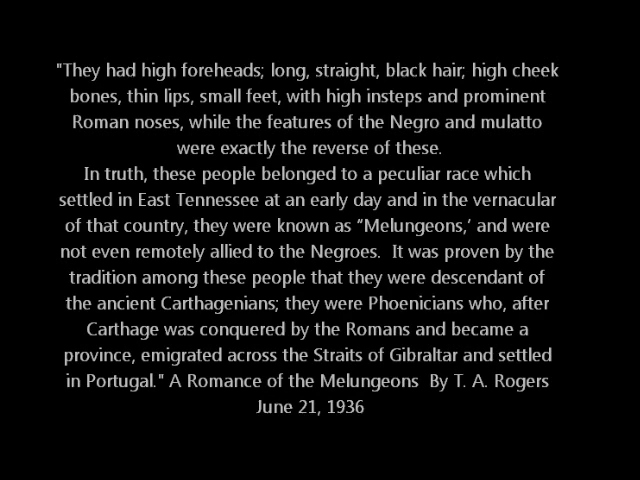 "They had high foreheads; long, straight, black hair; high cheek
bones, thin lips, small feet, with high insteps and prominent
Roman noses, while the features of the Negro and mulatto
were exactly the reverse of these.
In truth, these people belonged to a peculiar race which
settled in East Tennessee at an early day and in the vernacular
of that country, they were known as “Melungeons,’ and were
not even remotely allied to the Negroes.  It was proven by the
tradition among these people that they were descendant of
the ancient Carthagenians; they were Phoenicians who, after
Carthage was conquered by the Romans and became a
province, emigrated across the Straits of Gibraltar and settled
in Portugal." A Romance of the Melungeons  By T. A. Rogers
June 21, 1936